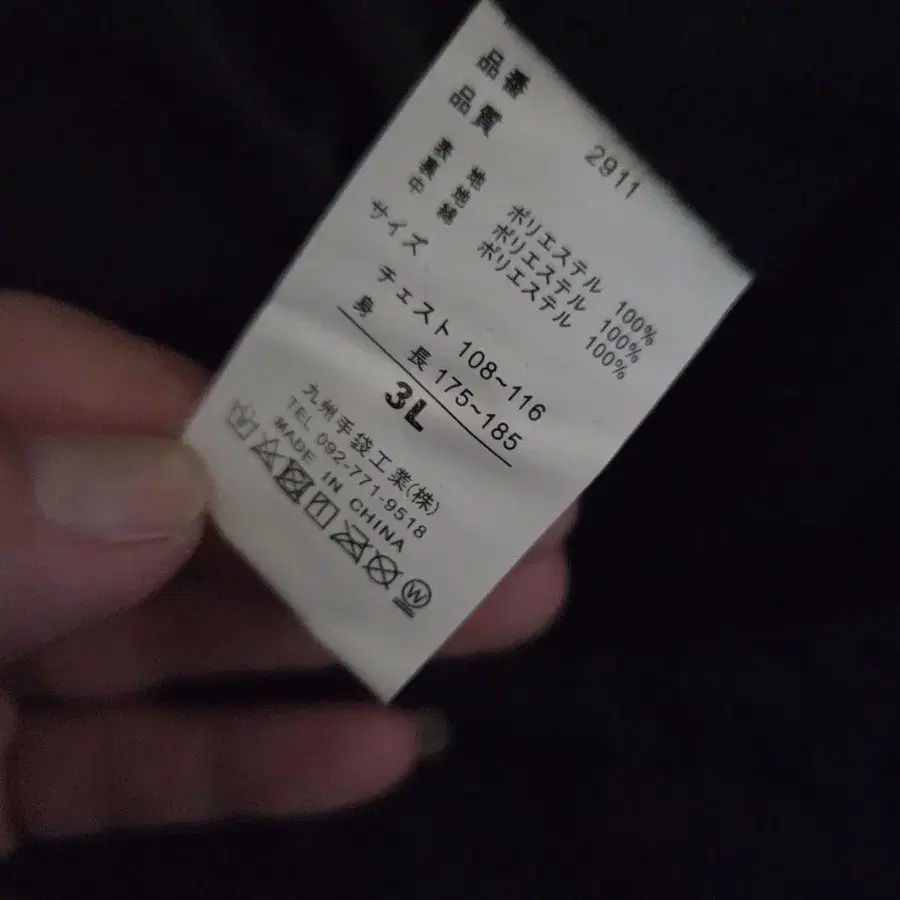 品番 2911
品質
表地 ポリエステル 100%
裏地 ポリエステル 100%
中綿 ポリエステル 100%
サイズ
チェスト 108~116
身長 175~185
3L
九州手袋工業(株)
TEL 092-771-9518
MADE IN CHINA
W